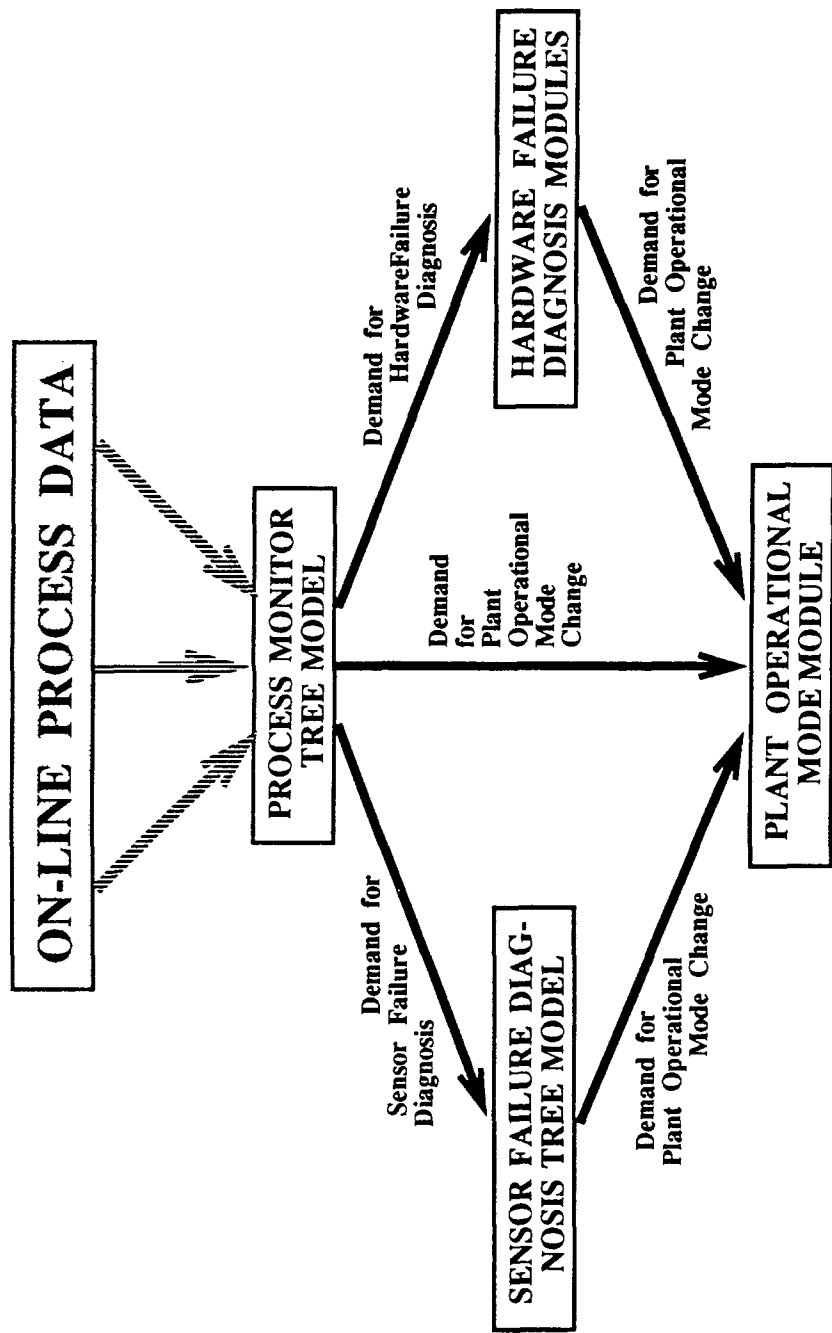 ON-LINE PROCESS DATA
PROCESS MONITOR
TREE MODEL
Demand for
Sensor Failure
Diagnosis
Demand
for Plant
Operational
Mode
Change
Demand for
HardwareFailure
Diagnosis
SENSOR FAILURE DIAG-
NOSIS TREE MODEL
HARDWARE FAILURE
DIAGNOSIS MODULES
Demand for
Plant Operational
Mode Change
Demand for
Plant Operational
Mode Change
PLANT OPERATIONAL
MODE MODULE